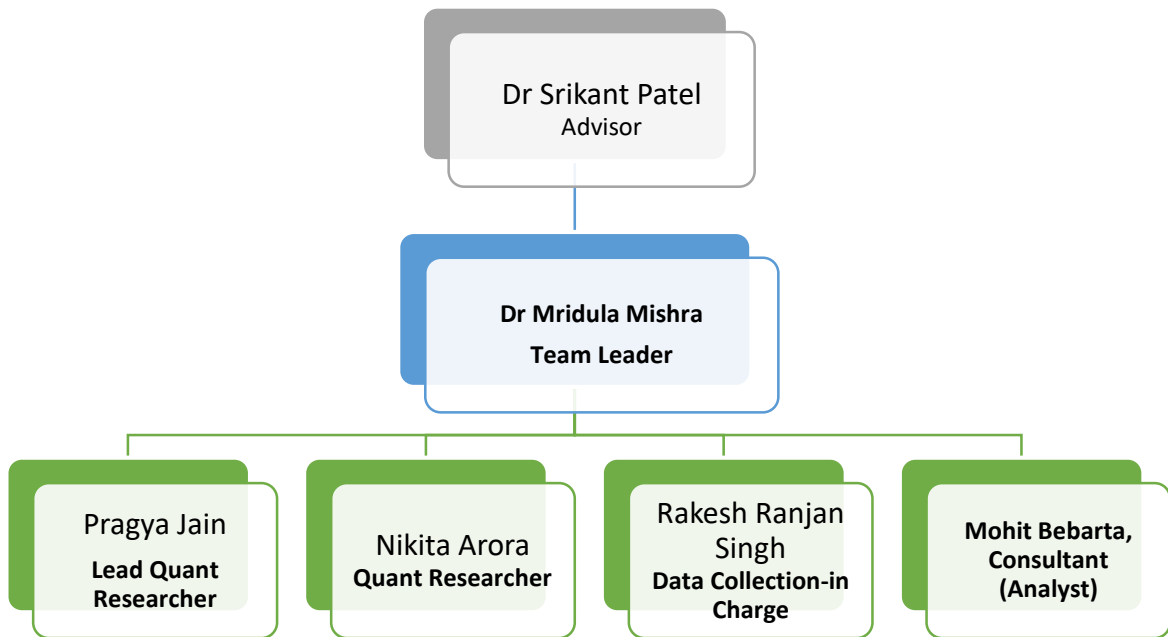 Dr Srikant Patel
Advisor
Dr Mridula Mishra
Team Leader
Pragya Jain
Lead Quant
Researcher
Nikita Arora
Quant Researcher
Rakesh Ranjan
Singh
Data Collection-in
Charge
Mohit Bebarta,
Consultant
(Analyst)